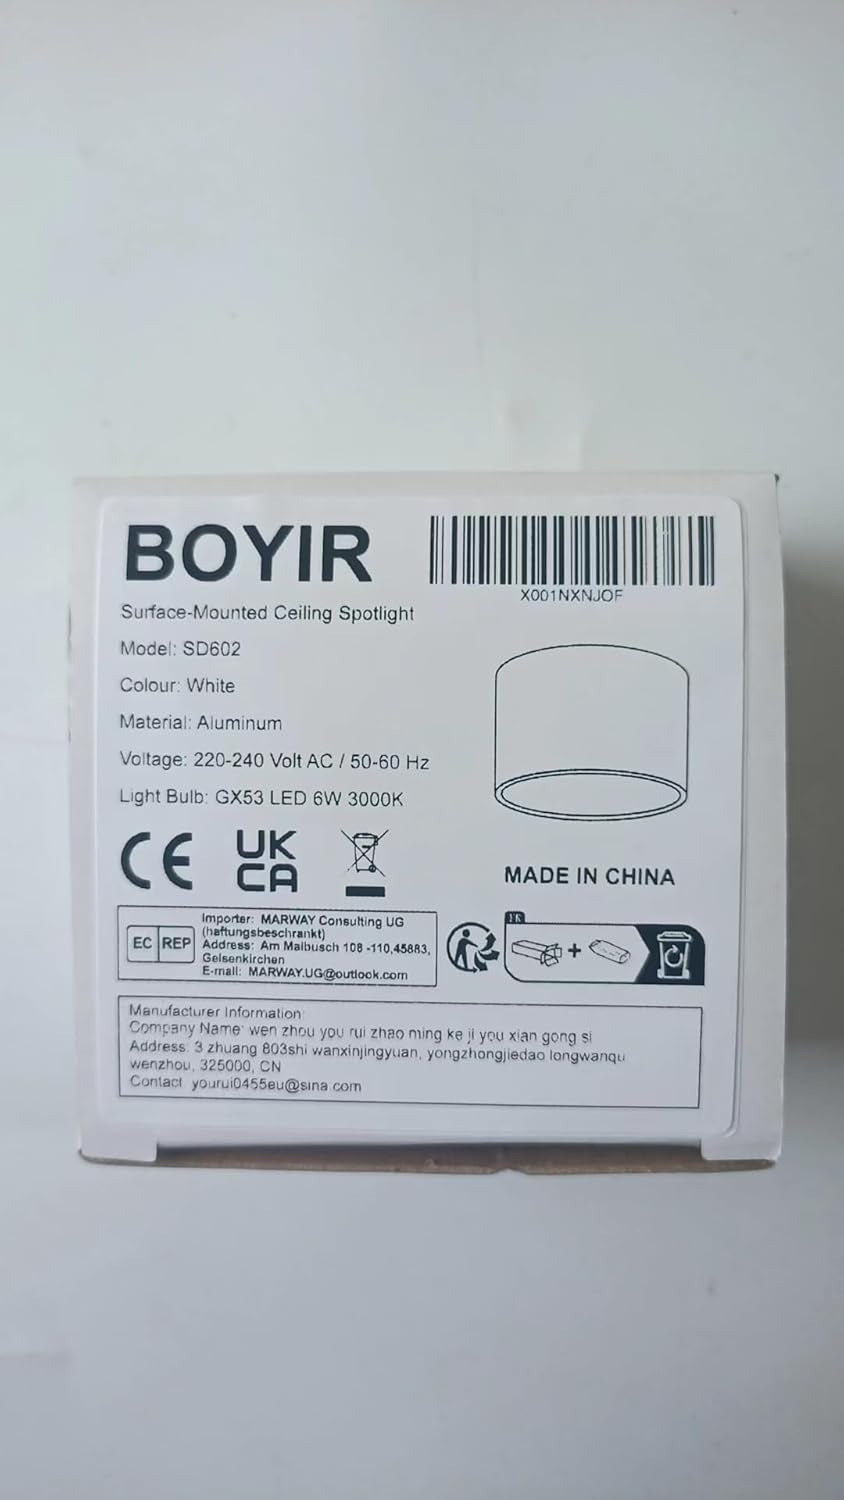 BOYIR
X001NXNJOF
Surface-Mounted Ceiling Spotlight
Model: SD602
Colour: White
Material: Aluminum
Voltage: 220-240 Volt AC / 50-60 Hz
Light Bulb: GX53 LED 6W 3000K
CE
UK
CA
MADE IN CHINA
EC REP
Importer: MARWAY Consulting UG
(haftungsbeschrankt)
Address: Am Maibusch 108 -110,45883,
Gelsenkirchen
E-mail: MARWAY.UG@outlook.com
+
Manufacturer Information:
Company Name: wen zhou you rui zhao ming ke ji you xian gong si
Address: 3 zhuang 803shi wanxinjingyuan, yongzhongjiedao longwanqu
wenzhou, 325000, CN
Contact: yourui0455eu@sina.com